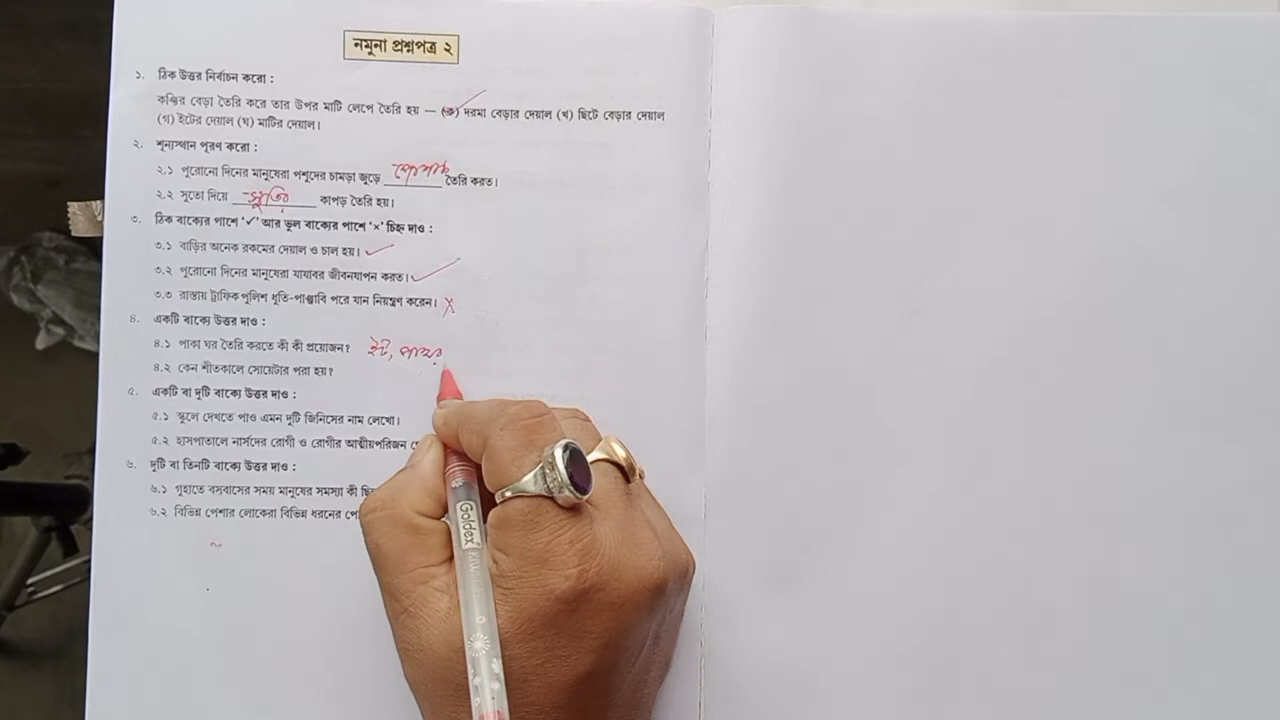 নমুনা প্রশ্নপত্র ২
১. ঠিক উত্তর নির্বাচন করো :
কঞ্চির বেড়া তৈরি করে তার উপর মাটি লেপে তৈরি হয় — (ক) দরমা বেড়ার দেয়াল (খ) ছিটে বেড়ার দেয়াল
(গ) ইটের দেয়াল (ঘ) মাটির দেয়াল।
২. শূন্যস্থান পূরণ করো :
২.১ পুরোনো দিনের মানুষেরা পশুদের চামড়া জুড়ে পোশাক তৈরি করত।
২.২ সুতো দিয়ে সুতির কাপড় তৈরি হয়।
৩. ঠিক বাক্যের পাশে '✓' আর ভুল বাক্যের পাশে '×' চিহ্ন দাও :
৩.১ বাড়ির অনেক রকমের দেয়াল ও চাল হয়। ✓
৩.২ পুরোনো দিনের মানুষেরা যাযাবর জীবনযাপন করত। ✓
৩.৩ রাস্তায় ট্রাফিক পুলিশ ধূতি-পাঞ্জাবি পরে যান নিয়ন্ত্রণ করেন। ×
৪. একটি বাক্যে উত্তর দাও :
৪.১ পাকা ঘর তৈরি করতে কী কী প্রয়োজন? ইট, পাথর
৪.২ কেন শীতকালে সোয়েটার পরা হয়?
৫. একটি বা দুটি বাক্যে উত্তর দাও :
৫.১ স্কুলে দেখতে পাও এমন দুটি জিনিসের নাম লেখো।
৫.২ হাসপাতালে নার্সদের রোগী ও রোগীর আত্মীয়পরিজন
৬. দুটি বা তিনটি বাক্যে উত্তর দাও :
৬.১ গুহাতে বসবাসের সময় মানুষের সমস্যা কী
৬.২ বিভিন্ন পেশার লোকেরা বিভিন্ন ধরনের
Goldex